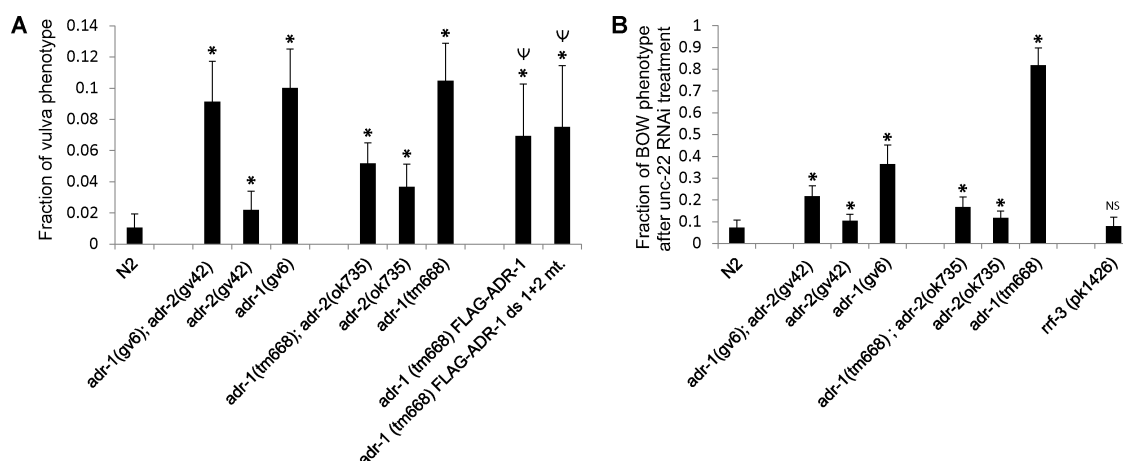 A
Fraction of vulva phenotype
0.14
0.12
0.1
0.08
0.06
0.04
0.02
0
*
*
*
*
*
*
Ψ
*
Ψ
*
N2
adr-1(gv6); adr-2(gv42)
adr-2(gv42)
adr-1(gv6)
adr-1(tm668); adr-2(ok735)
adr-2(ok735)
adr-1(tm668)
adr-1 (tm668) FLAG-ADR-1
adr-1 (tm668) FLAG-ADR-1 ds 1+2 mt.
B
Fraction of BOW phenotype
after unc-22 RNAi treatment
1
0.9
0.8
0.7
0.6
0.5
0.4
0.3
0.2
0.1
0
*
*
*
*
*
*
NS
N2
adr-1(gv6); adr-2(gv42)
adr-2(gv42)
adr-1(gv6)
adr-1(tm668) ; adr-2(ok735)
adr-2(ok735)
adr-1(tm668)
rrf-3 (pk1426)